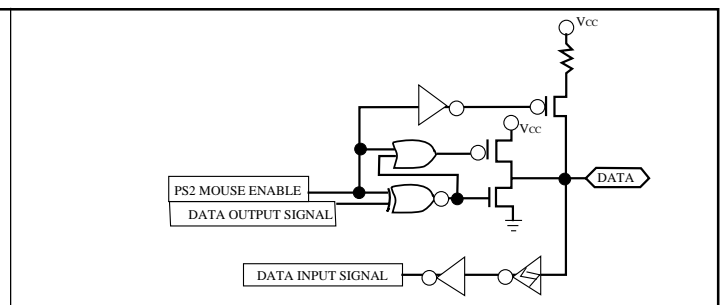 Vcc
Vcc
DATA
PS2 MOUSE ENABLE
DATA OUTPUT SIGNAL
DATA INPUT SIGNAL